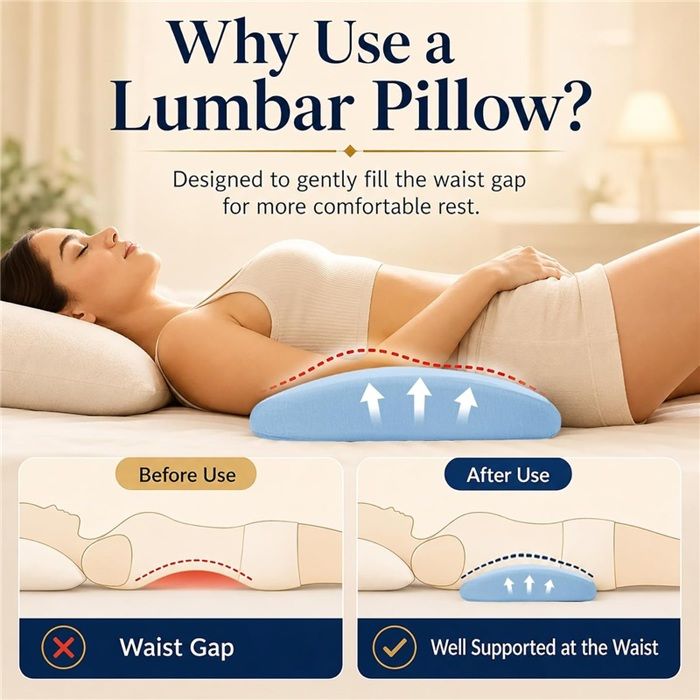 Why Use a
Lumbar Pillow?
Designed to gently fill the waist gap
for more comfortable rest.
Before Use
After Use
Waist Gap
Well Supported at the Waist